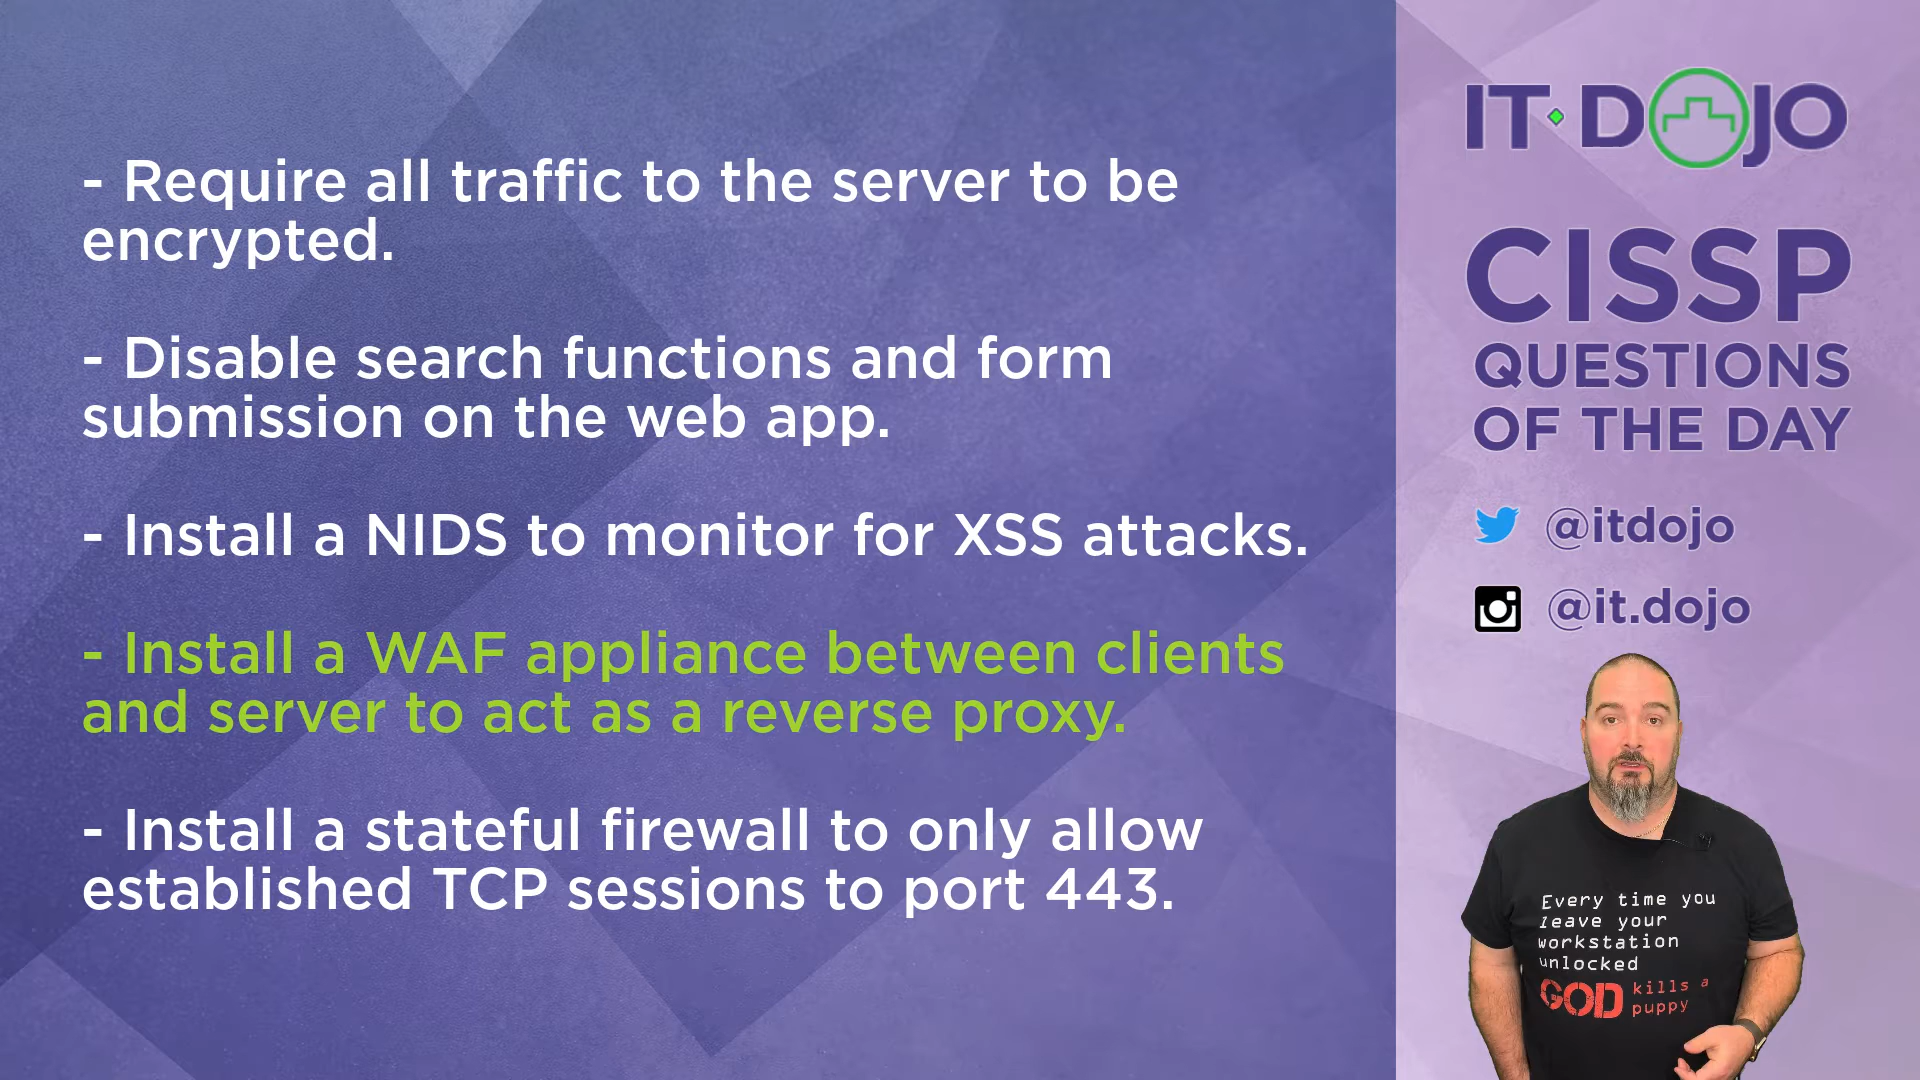 - Require all traffic to the server to be
encrypted.
- Disable search functions and form
submission on the web app.
- Install a NIDS to monitor for XSS attacks.
- Install a WAF appliance between clients
and server to act as a reverse proxy.
- Install a stateful firewall to only allow
established TCP sessions to port 443.
IT·DOJO
CISSP
QUESTIONS
OF THE DAY
@itdojo
@it.dojo
Every time you
leave your
workstation
unlocked
GOD kills a
puppy